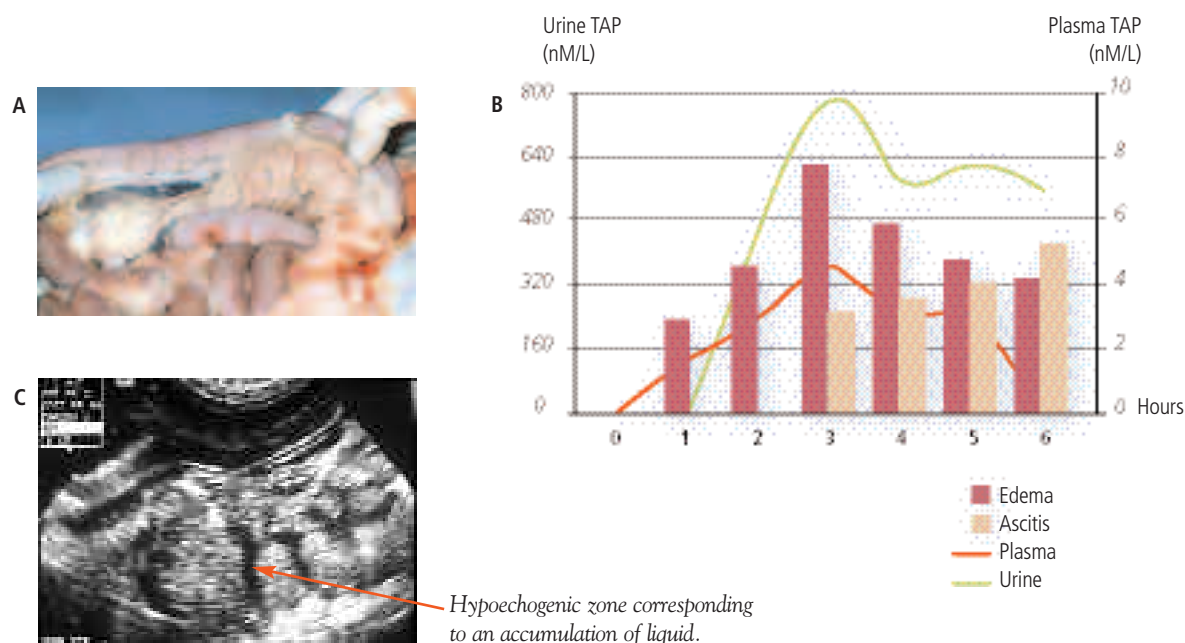 Urine TAP
(nM/L)
Plasma TAP
(nM/L)
A
B
800
640
480
320
160
0
10
8
6
4
2
0
Hours
0
1
2
3
4
5
6
Edema
Ascitis
Plasma
Urine
C
Hypoechogenic zone corresponding
to an accumulation of liquid.